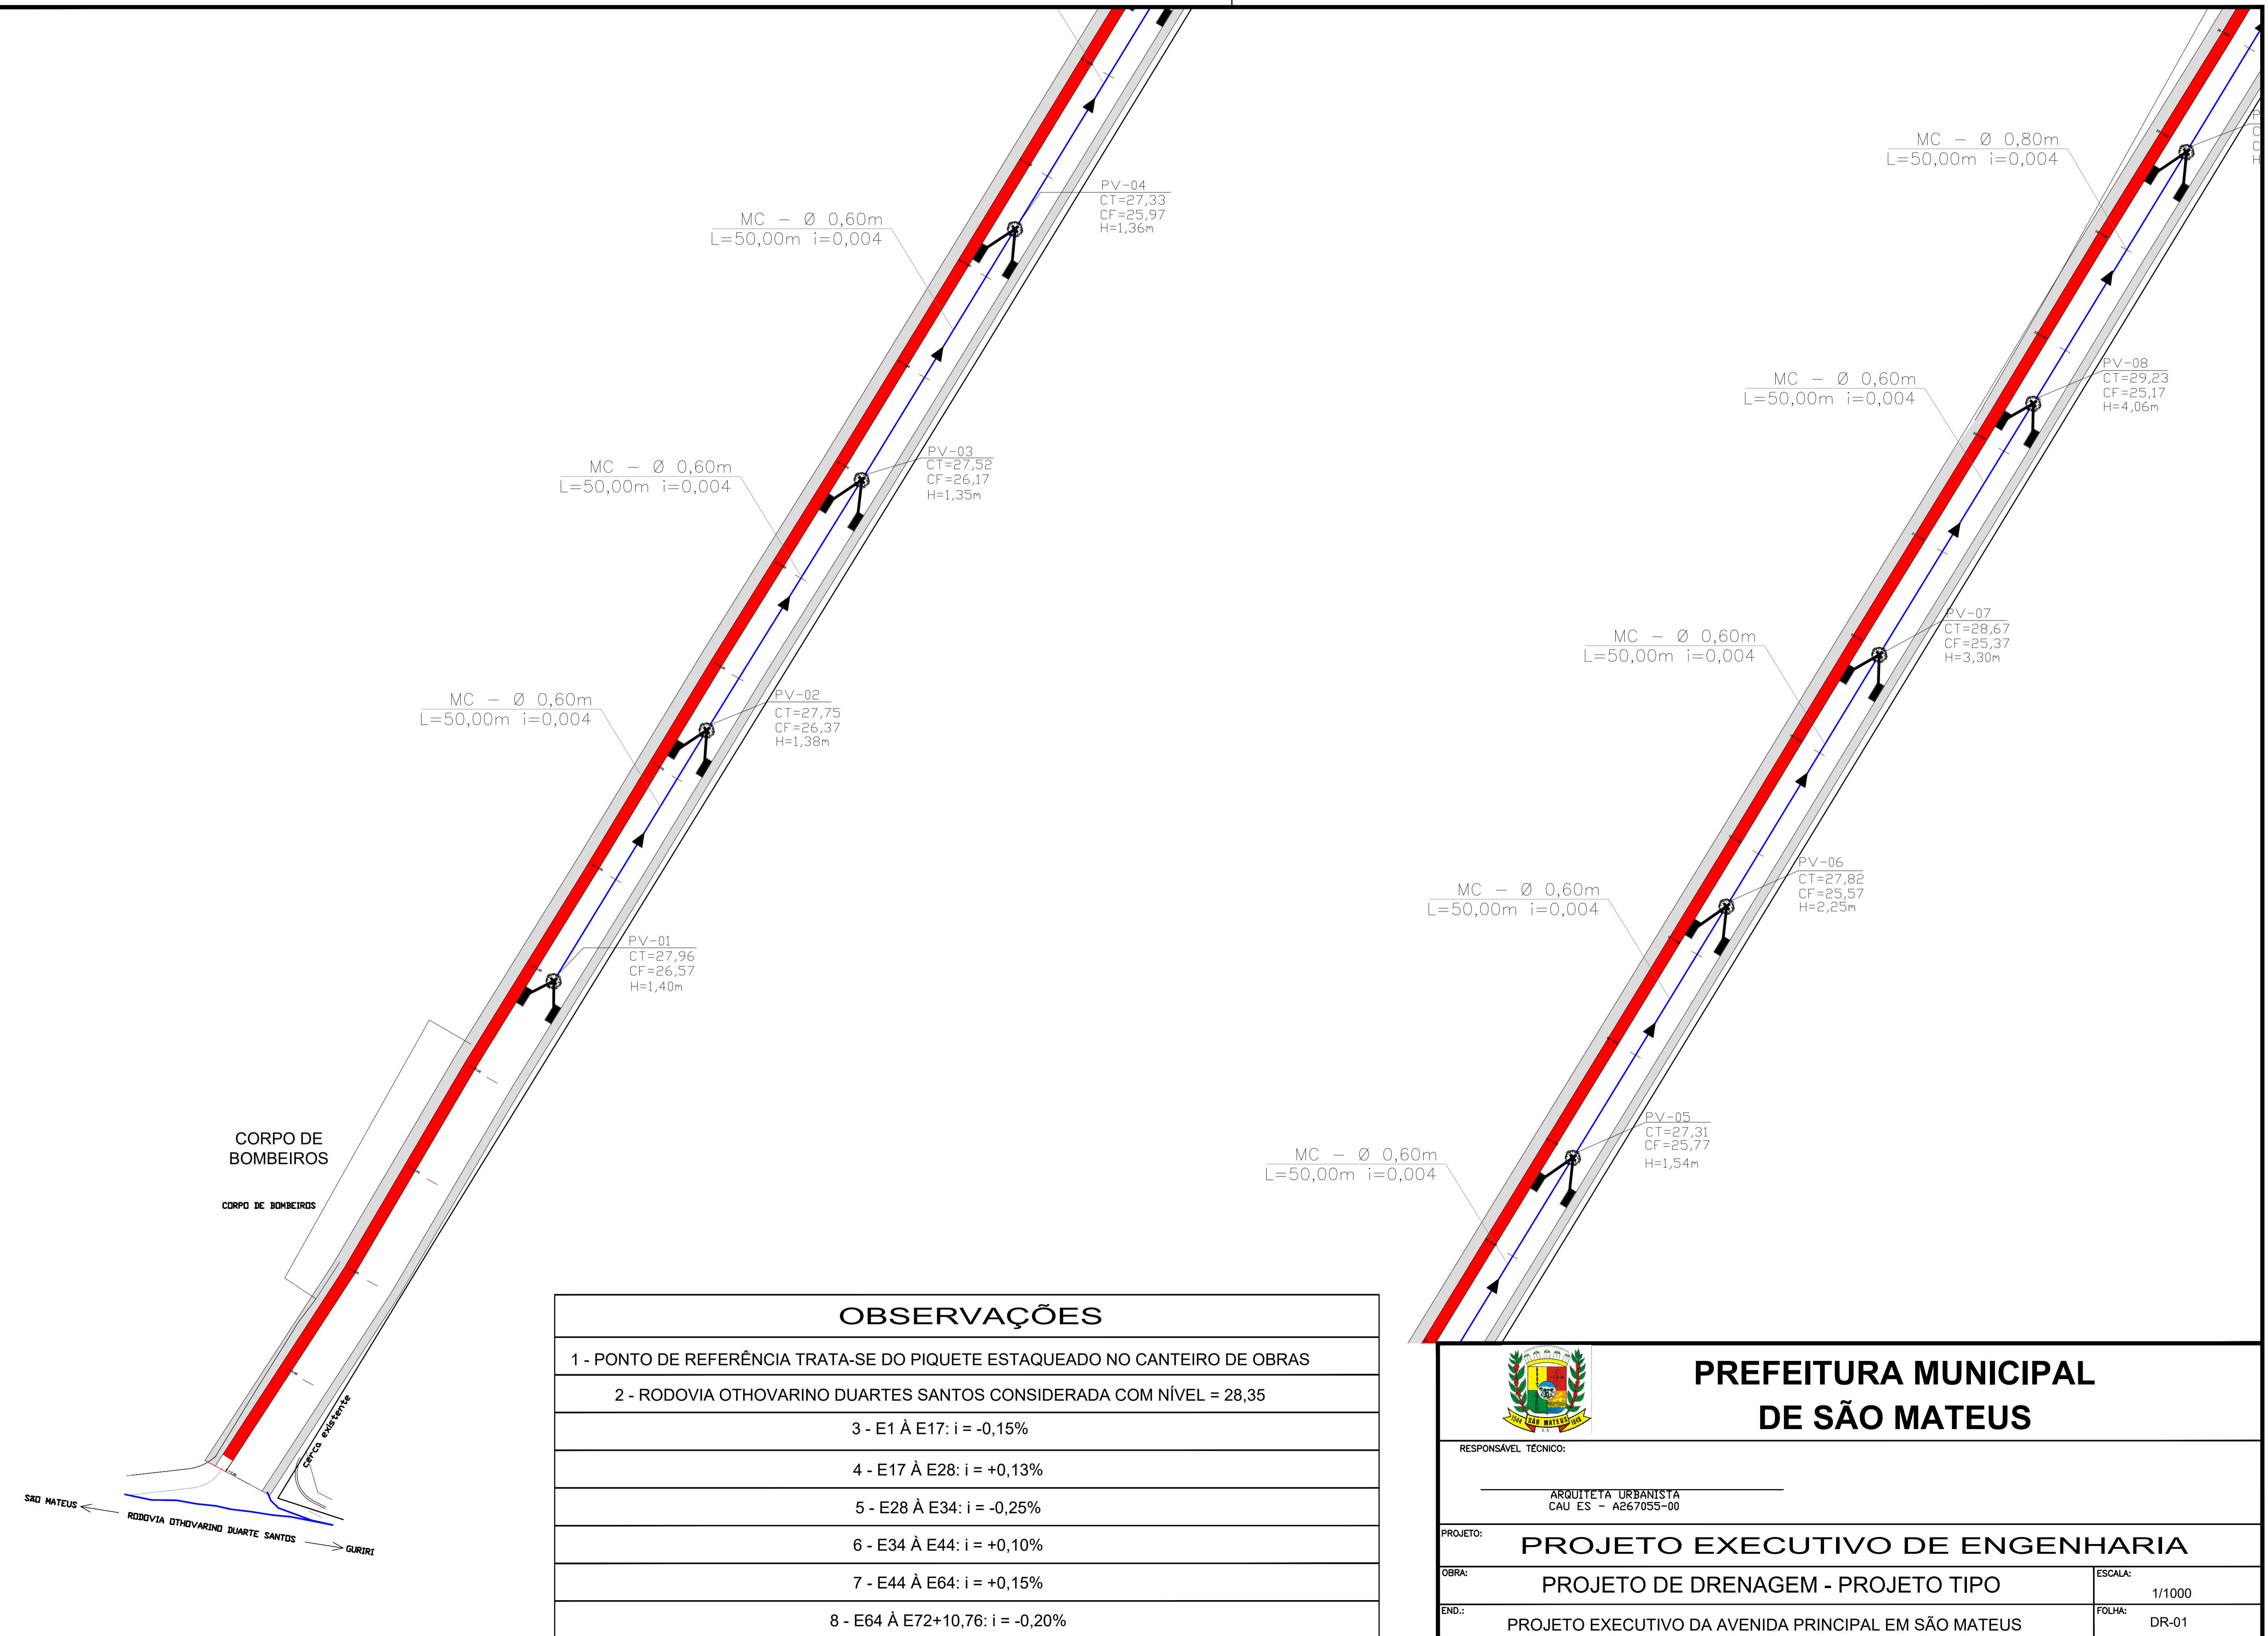 MC - Ø 0,60m
L=50,00m i=0,004
PV-04
CT=27,33
CF=25,97
H=1,36m
MC - Ø 0,60m
L=50,00m i=0,004
PV-03
CT=27,52
CF=26,17
H=1,35m
MC - Ø 0,60m
L=50,00m i=0,004
PV-02
CT=27,75
CF=26,37
H=1,38m
PV-01
CT=27,96
CF=26,57
H=1,40m
CORPO DE
BOMBEIROS
CORPO DE BOMBEIROS
cerca existente
SÃO MATEUS
RODOVIA OTHOVARINO DUARTE SANTOS
GURIRI
MC - Ø 0,80m
L=50,00m i=0,004
PV-08
CT=29,23
CF=25,17
H=4,06m
MC - Ø 0,60m
L=50,00m i=0,004
PV-07
CT=28,67
CF=25,37
H=3,30m
MC - Ø 0,60m
L=50,00m i=0,004
PV-06
CT=27,82
CF=25,57
H=2,25m
MC - Ø 0,60m
L=50,00m i=0,004
PV-05
CT=27,31
CF=25,77
H=1,54m
MC - Ø 0,60m
L=50,00m i=0,004
OBSERVAÇÕES
1 - PONTO DE REFERÊNCIA TRATA-SE DO PIQUETE ESTAQUEADO NO CANTEIRO DE OBRAS
2 - RODOVIA OTHOVARINO DUARTES SANTOS CONSIDERADA COM NÍVEL = 28,35
3 - E1 À E17: i = -0,15%
4 - E17 À E28: i = +0,13%
5 - E28 À E34: i = -0,25%
6 - E34 À E44: i = +0,10%
7 - E44 À E64: i = +0,15%
8 - E64 À E72+10,76: i = -0,20%
1544 SÃO MATEUS 1848
E.S.
PREFEITURA MUNICIPAL
DE SÃO MATEUS
RESPONSÁVEL TÉCNICO:
ARQUITETA URBANISTA
CAU ES - A267055-00
PROJETO:
PROJETO EXECUTIVO DE ENGENHARIA
OBRA:
PROJETO DE DRENAGEM - PROJETO TIPO
ESCALA:
1/1000
END.:
PROJETO EXECUTIVO DA AVENIDA PRINCIPAL EM SÃO MATEUS
FOLHA:
DR-01